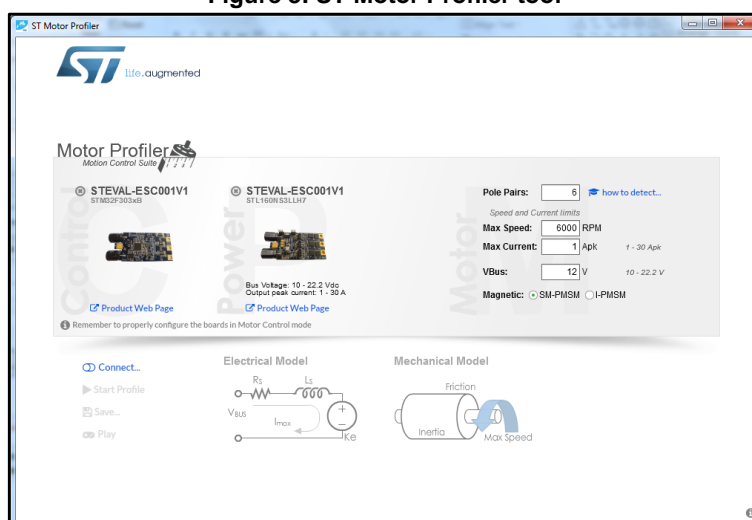 Figure 5. ST Motor Profiler tool
ST Motor Profiler
life.augmented
Motor Profiler
Motion Control Suite
Control
Power
Motor
STEVAL-ESC001V1
STM32F303xB
Product Web Page
STEVAL-ESC001V1
STL160NS3LLH7
Bus Voltage: 10 - 22.2 Vdc
Output peak current: 1 - 30 A
Product Web Page
Pole Pairs: 6 how to detect...
Speed and Current limits
Max Speed: 6000 RPM
Max Current: 1 Apk 1 - 30 Apk
VBus: 12 V 10 - 22.2 V
Magnetic: SM-PMSM I-PMSM
Remember to properly configure the boards in Motor Control mode
Connect...
Start Profile
Save...
Play
Electrical Model
Rs Ls
VBUS
Imax
+
−
Ke
Mechanical Model
Friction
Inertia
Max Speed